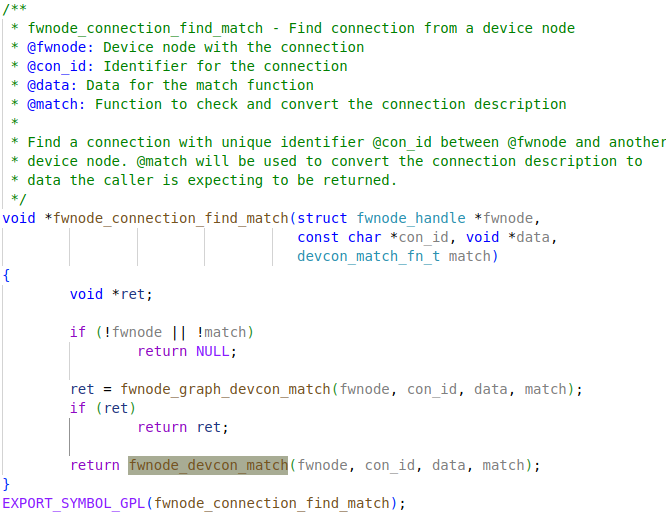 /**
 * fwnode_connection_find_match - Find connection from a device node
 * @fwnode: Device node with the connection
 * @con_id: Identifier for the connection
 * @data: Data for the match function
 * @match: Function to check and convert the connection description
 *
 * Find a connection with unique identifier @con_id between @fwnode and another
 * device node. @match will be used to convert the connection description to
 * data the caller is expecting to be returned.
 */
void *fwnode_connection_find_match(struct fwnode_handle *fwnode,
                                   const char *con_id, void *data,
                                   devcon_match_fn_t match)
{
        void *ret;

        if (!fwnode || !match)
                return NULL;

        ret = fwnode_graph_devcon_match(fwnode, con_id, data, match);
        if (ret)
                return ret;

        return fwnode_devcon_match(fwnode, con_id, data, match);
}
EXPORT_SYMBOL_GPL(fwnode_connection_find_match);